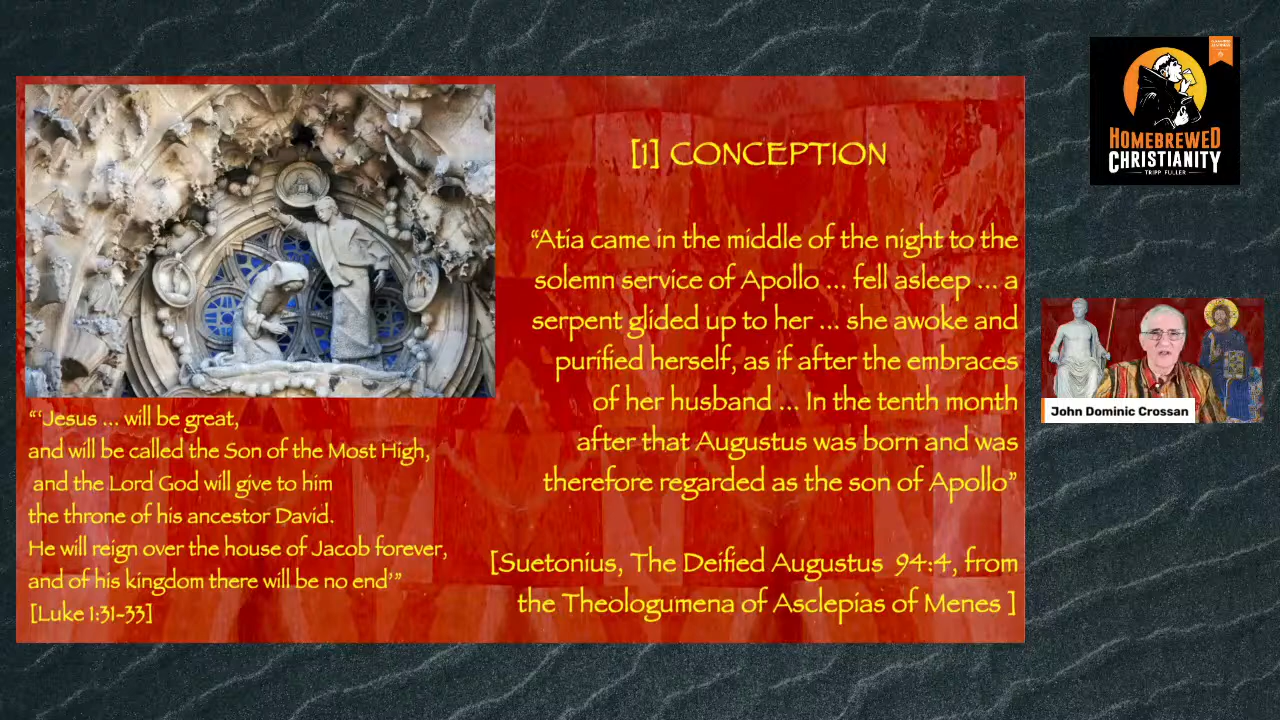 [1] CONCEPTION
“Atia came in the middle of the night to the
solemn service of Apollo ... fell asleep ... a
serpent glided up to her ... she awoke and
purified herself, as if after the embraces
of her husband ... In the tenth month
after that Augustus was born and was
therefore regarded as the son of Apollo”
[Suetonius, The Deified Augustus 94:4, from
the Theologumena of Asclepias of Menes ]
“‘Jesus ... will be great,
and will be called the Son of the Most High,
and the Lord God will give to him
the throne of his ancestor David.
He will reign over the house of Jacob forever,
and of his kingdom there will be no end’”
[Luke 1:31-33]
HOMEBREWED
CHRISTIANITY
TRIPP FULLER
John Dominic Crossan